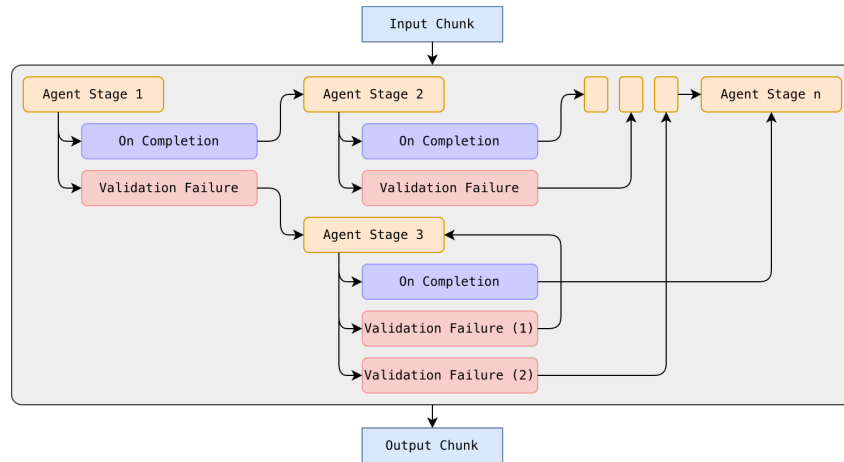 Input Chunk
Agent Stage 1
Agent Stage 2
Agent Stage n
On Completion
On Completion
Validation Failure
Validation Failure
Agent Stage 3
On Completion
Validation Failure (1)
Validation Failure (2)
Output Chunk